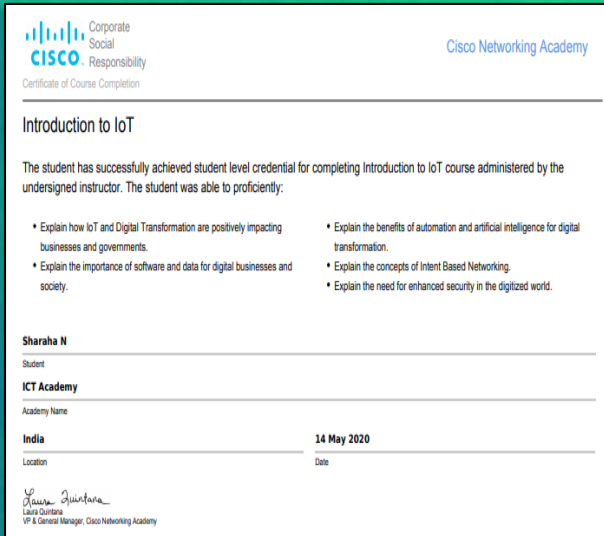 Corporate
Social
CISCO. Responsibility
Cisco Networking Academy
Certificate of Course Completion
Introduction to IoT
The student has successfully achieved student level credential for completing Introduction to IoT course administered by the
undersigned instructor. The student was able to proficiently:
• Explain how IoT and Digital Transformation are positively impacting
businesses and governments.
• Explain the importance of software and data for digital businesses and
society.
• Explain the benefits of automation and artificial intelligence for digital
transformation.
• Explain the concepts of Intent Based Networking.
• Explain the need for enhanced security in the digitized world.
Sharaha N
Student
ICT Academy
Academy Name
India
Location
14 May 2020
Date
Laura Quintana
Laura Quintana
VP & General Manager, Cisco Networking Academy